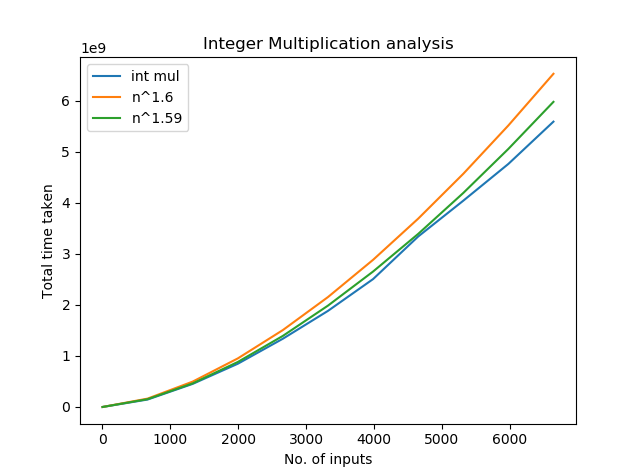 Integer Multiplication analysis
1e9
int mul
n^1.6
n^1.59
6
5
4
3
2
1
0
Total time taken
0 1000 2000 3000 4000 5000 6000
No. of inputs